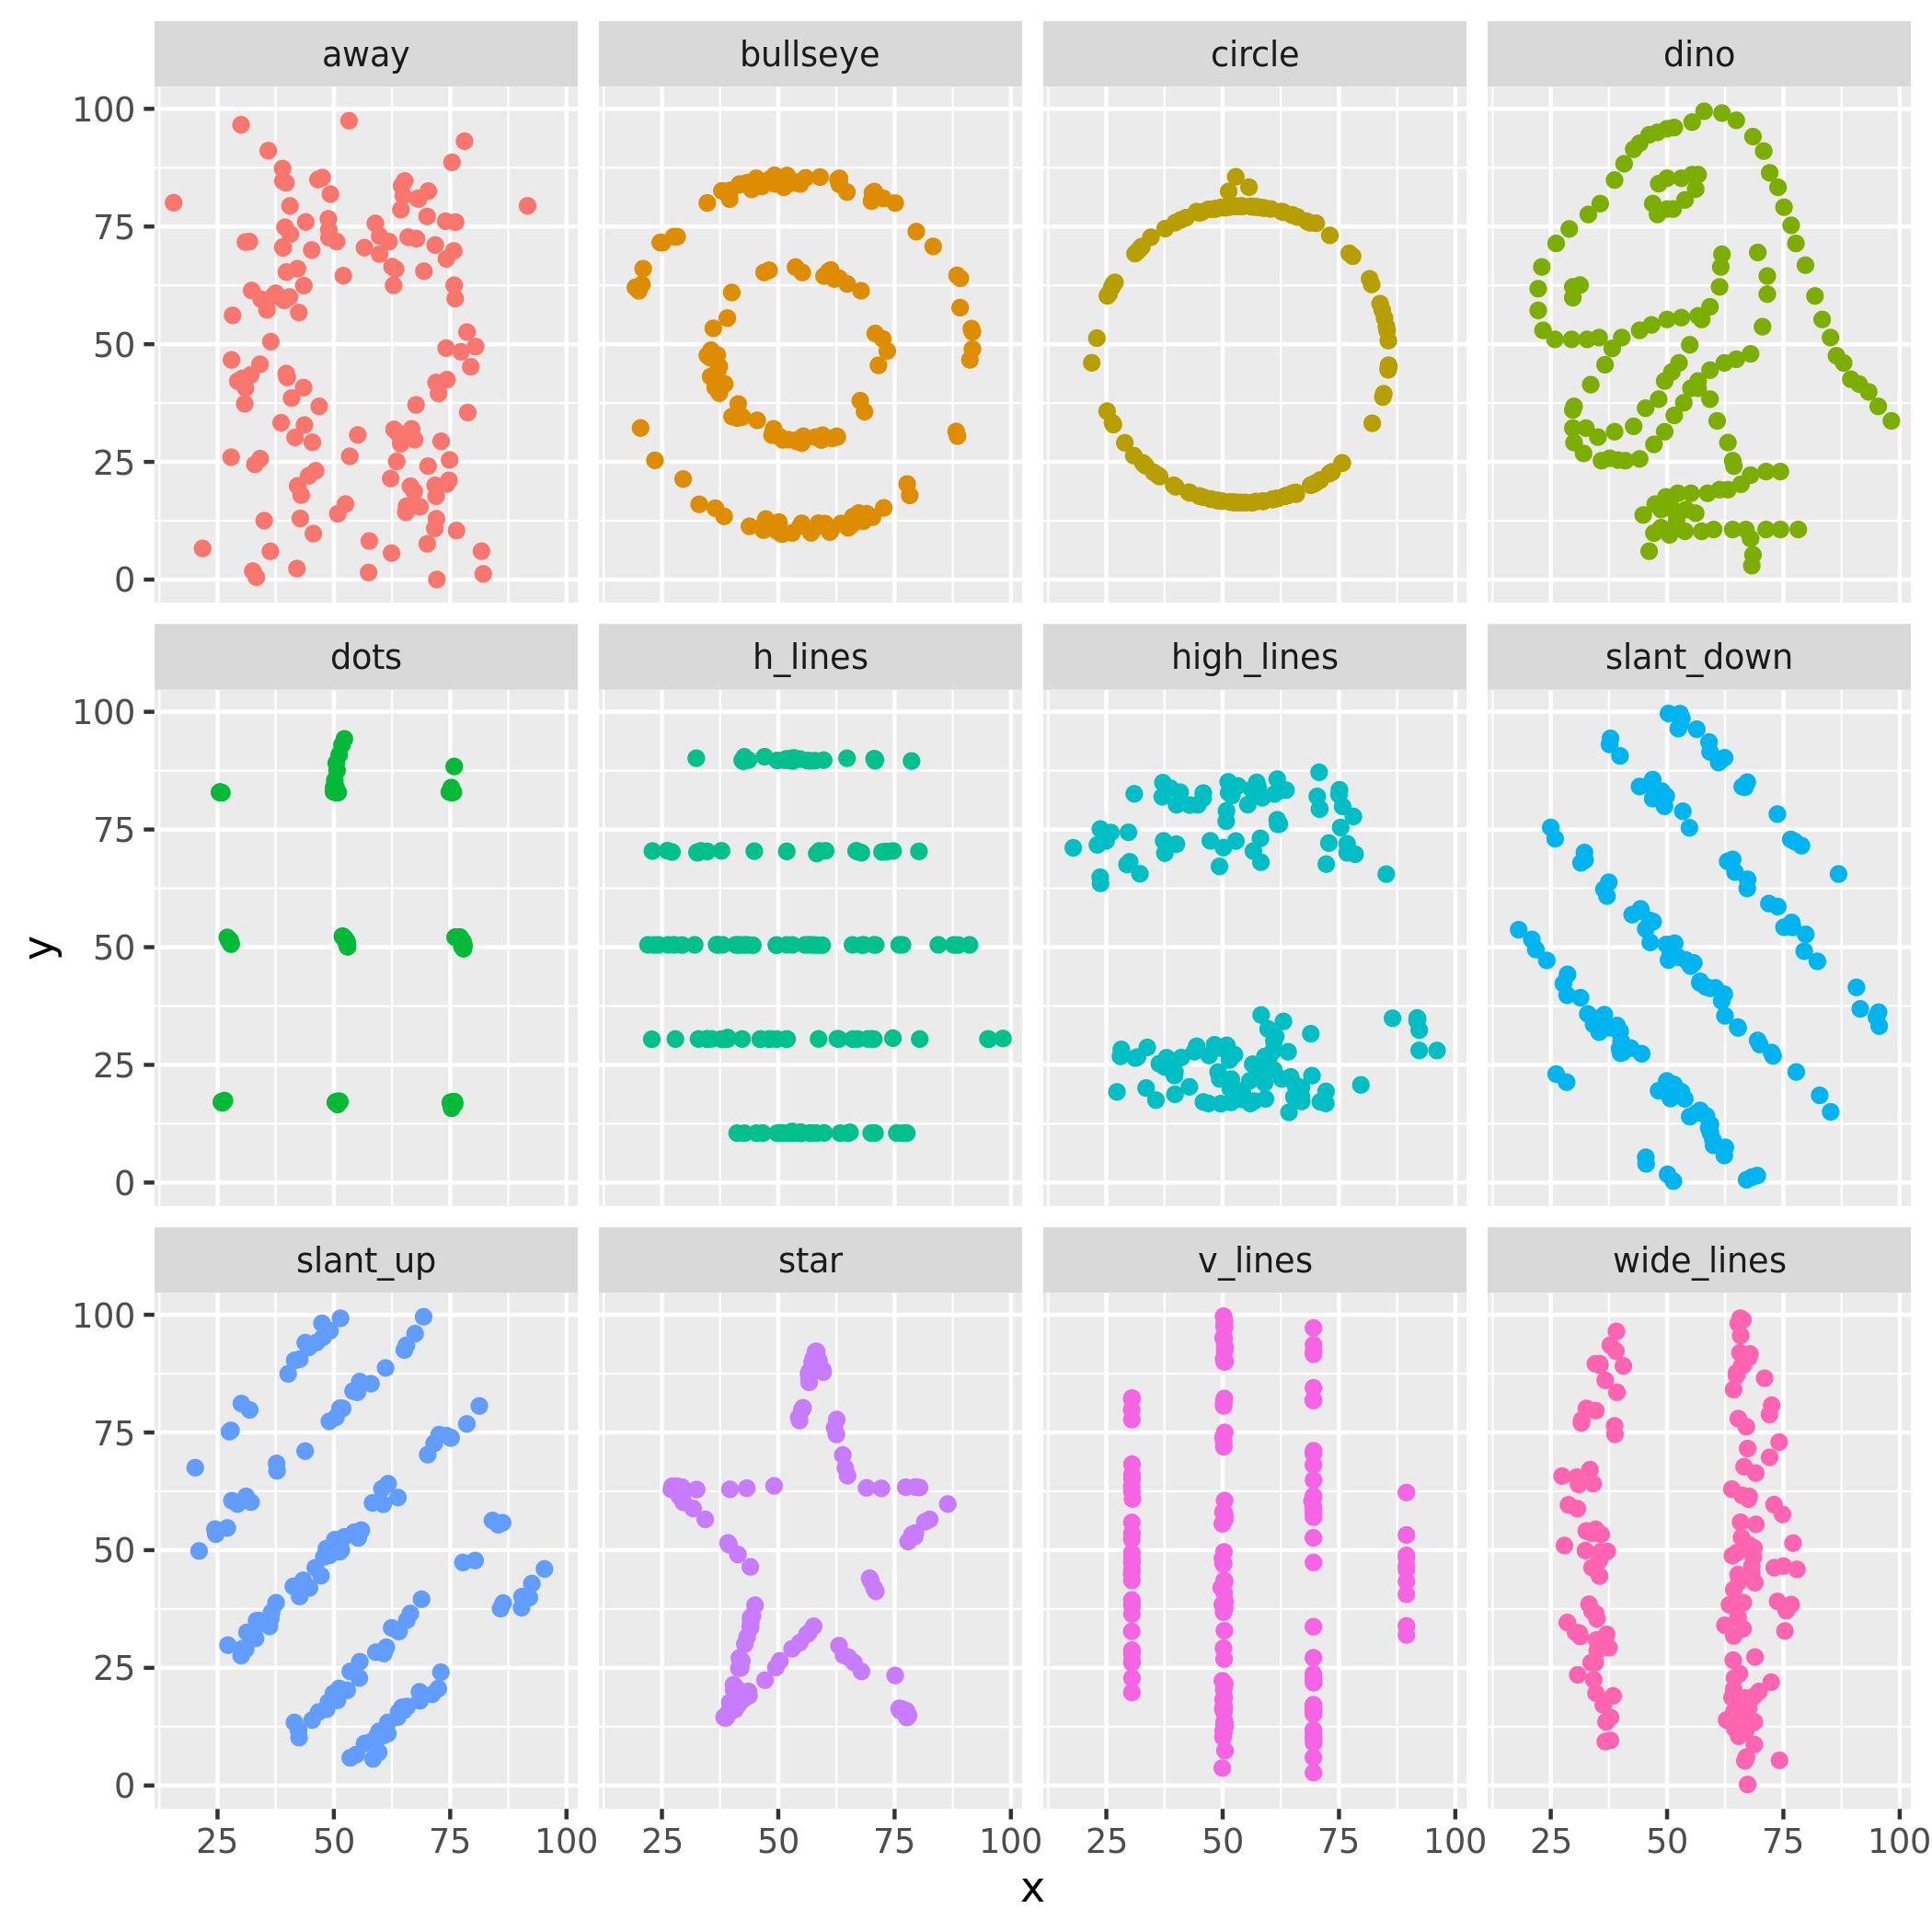 away bullseye circle dino
100
75
50
25
0
dots h_lines high_lines slant_down
100
75
50
25
0
y
slant_up star v_lines wide_lines
100
75
50
25
0
25 50 75 100 25 50 75 100 25 50 75 100 25 50 75 100
x